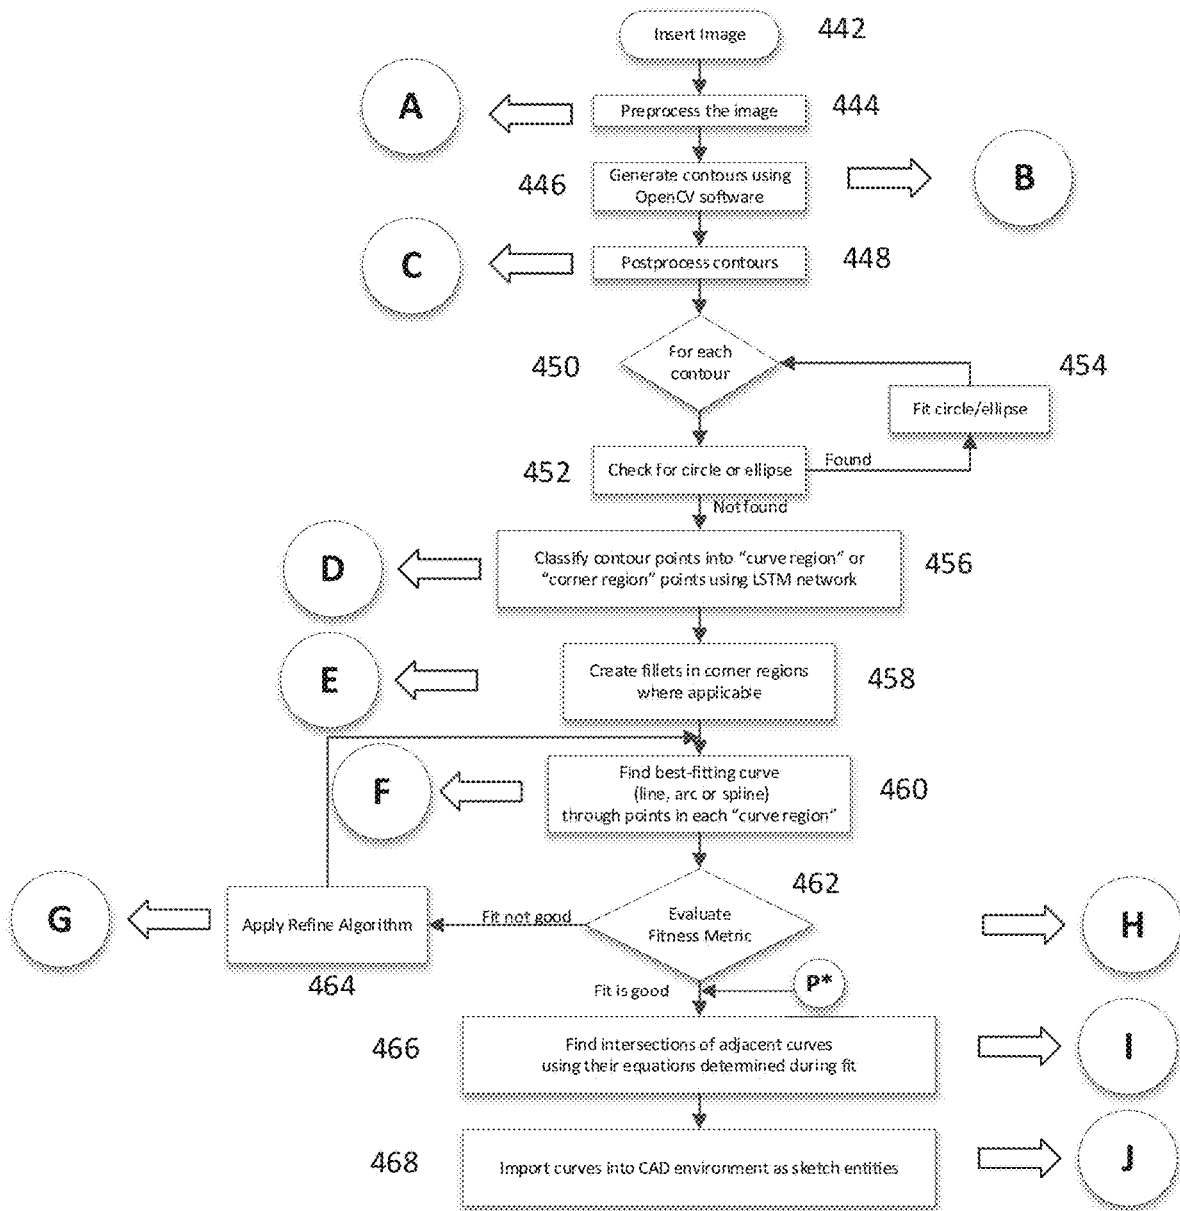 Insert Image
442
A
Preprocess the image
444
446
Generate contours using
OpenCV software
B
C
Postprocess contours
448
450
For each
contour
454
Fit circle/ellipse
452
Check for circle or ellipse
Found
Not found
D
Classify contour points into “curve region” or
“corner region” points using LSTM network
456
E
Create fillets in corner regions
where applicable
458
F
Find best-fitting curve
(line, arc or spline)
through points in each “curve region”
460
462
G
Apply Refine Algorithm
464
Fit not good
Evaluate
Fitness Metric
H
Fit is good
P*
466
Find intersections of adjacent curves
using their equations determined during fit
I
468
Import curves into CAD environment as sketch entities
J